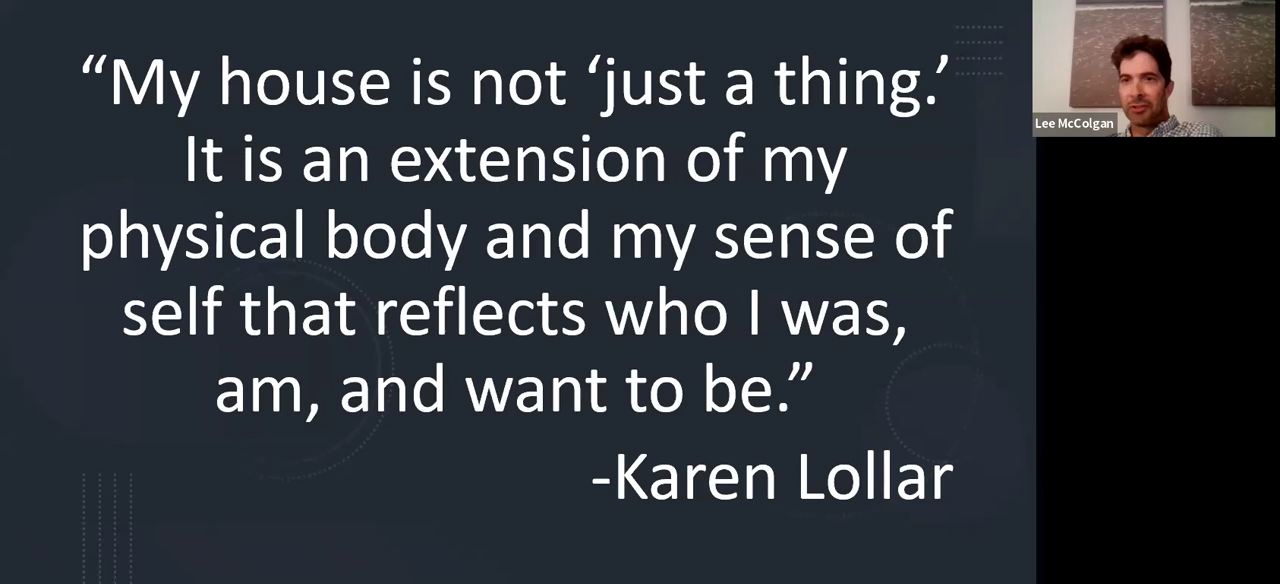 “My house is not ‘just a thing.’
It is an extension of my
physical body and my sense of
self that reflects who I was,
am, and want to be.”
-Karen Lollar
Lee McColgan